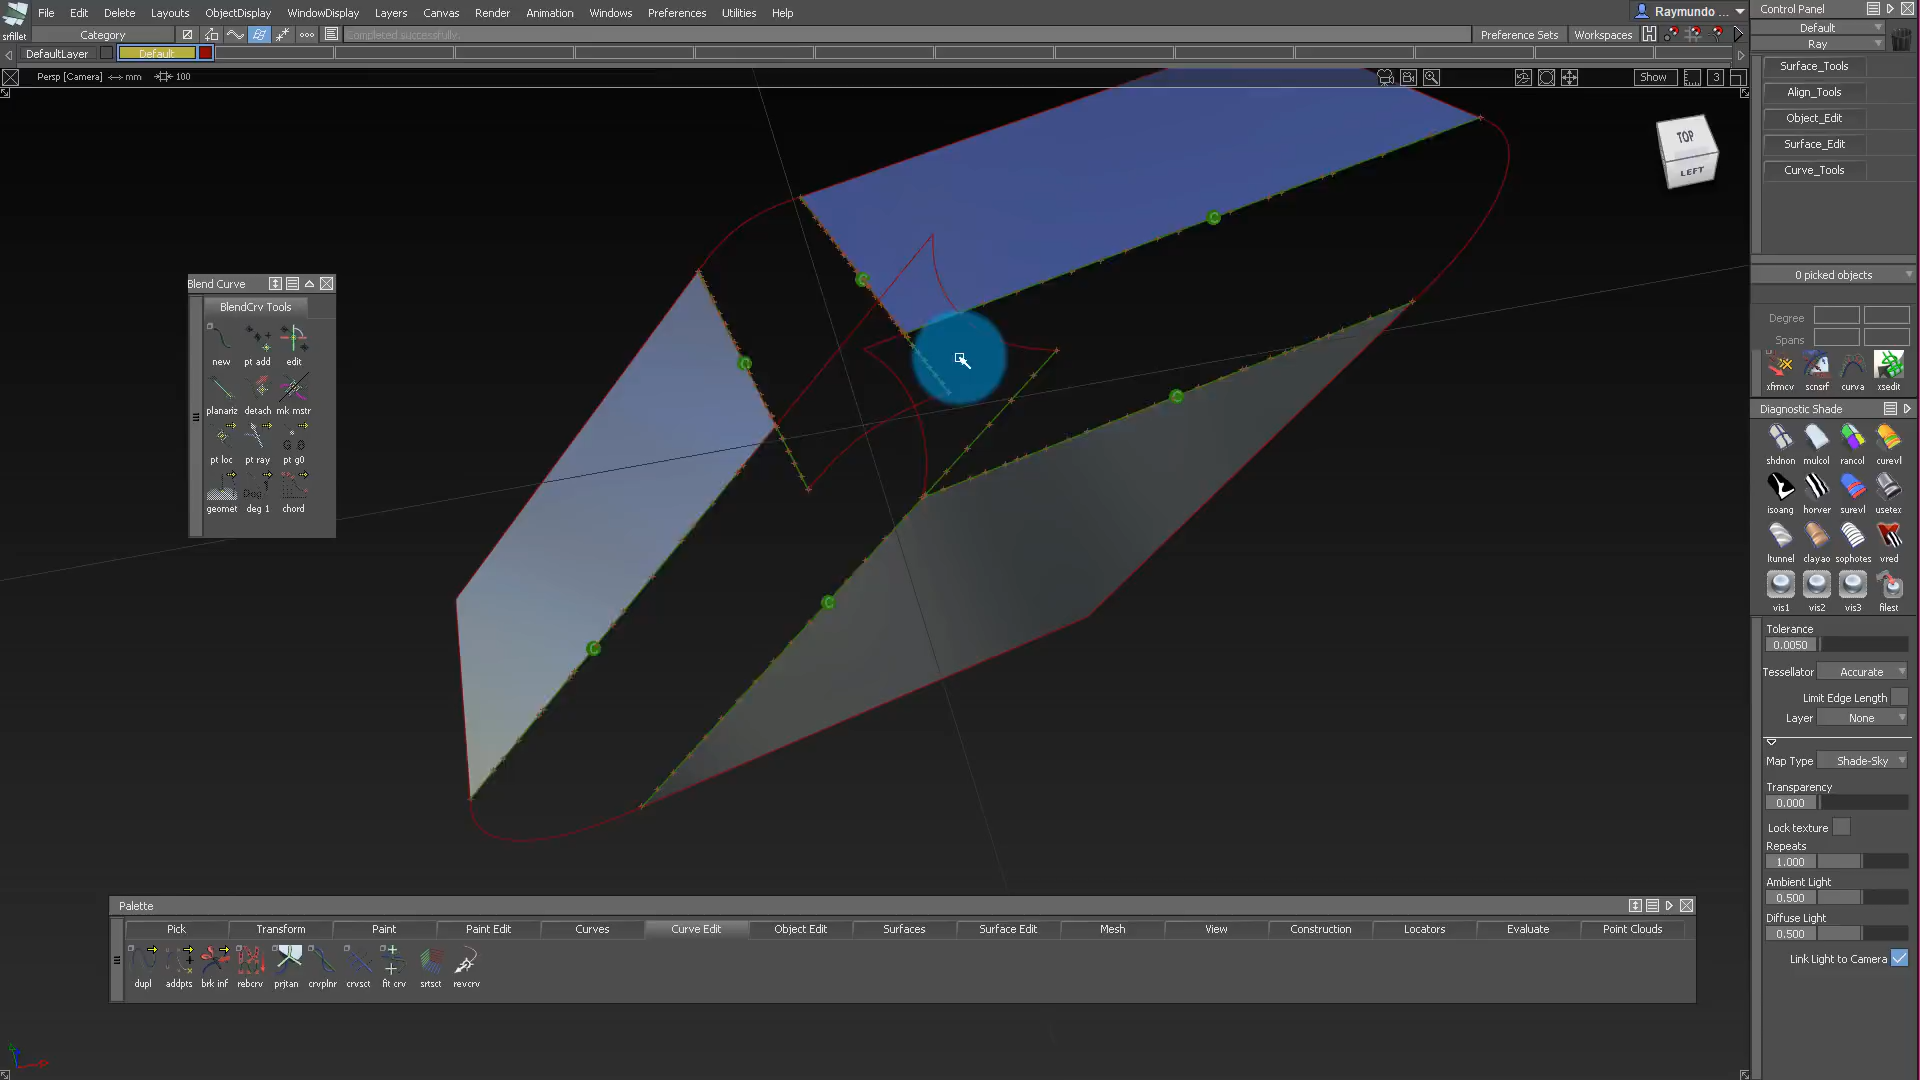 File Edit Delete Layouts ObjectDisplay WindowDisplay Layers Canvas Render Animation Windows Preferences Utilities Help
Raymundo ...
srfillet
Category
Completed successfully.
Preference Sets
Workspaces
DefaultLayer
Default
Persp [Camera] mm 100
Show
3
TOP
LEFT
Blend Curve
BlendCrv Tools
new pt add edit
planariz detach mk mstr
pt loc pt ray pt g0
geomet deg 1 chord
C
C
C
C
C
C
Control Panel
Default
Ray
Surface_Tools
Align_Tools
Object_Edit
Surface_Edit
Curve_Tools
0 picked objects
Degree
Spans
xfrmcv scnsrf curva xsedit
Diagnostic Shade
shdnon mulcol rancol curevl
isoang horver surevl usetex
ltunnel clayao sophotes vred
vis1 vis2 vis3 filest
Tolerance
0.0050
Tessellator Accurate
Limit Edge Length
Layer None
Map Type Shade-Sky
Transparency
0.000
Lock texture
Repeats
1.000
Ambient Light
0.500
Diffuse Light
0.500
Link Light to Camera
Palette
Pick Transform Paint Paint Edit Curves Curve Edit Object Edit Surfaces Surface Edit Mesh View Construction Locators Evaluate Point Clouds
dupl addpts brk inf rebcrv prjtan crvplnr crvsct fit crv srtsct revcrv